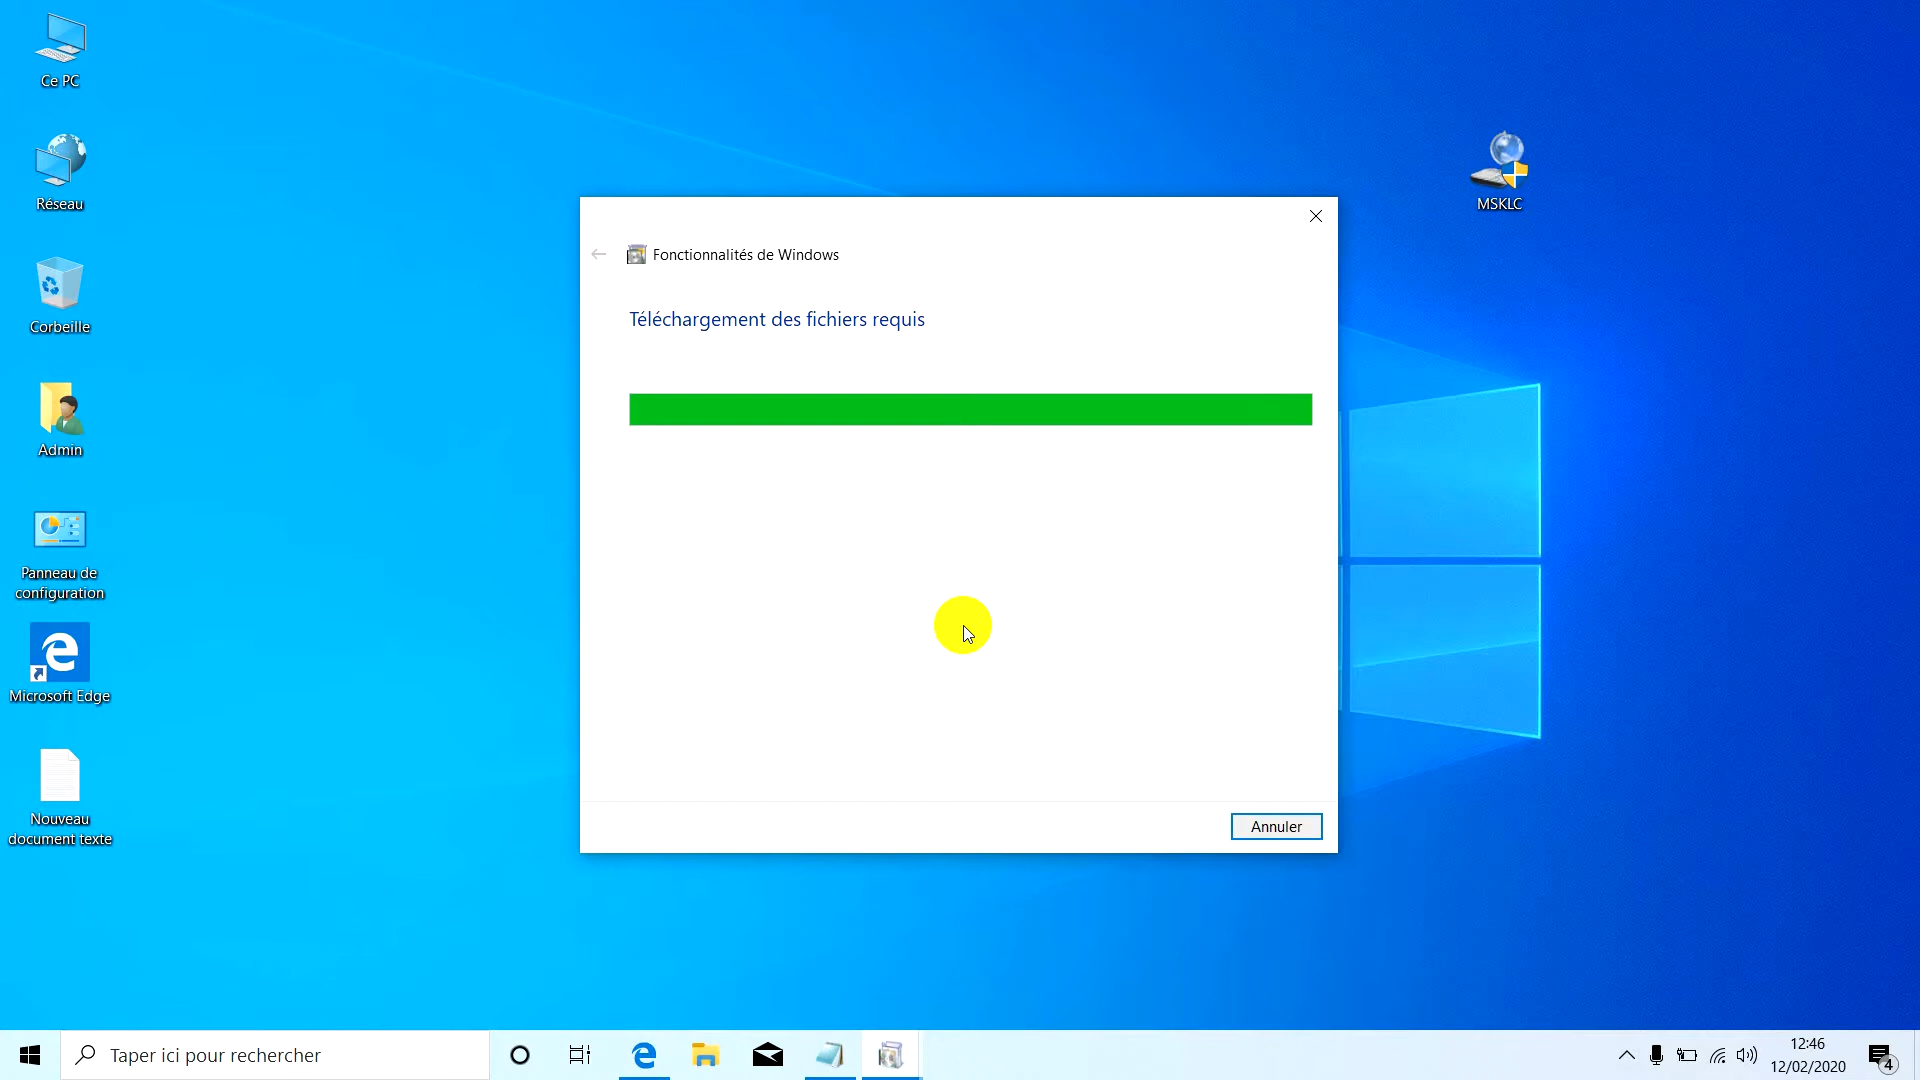 Ce PC
Réseau
Corbeille
Admin
Panneau de
configuration
Microsoft Edge
Nouveau
document texte
MSKLC
Fonctionnalités de Windows
Téléchargement des fichiers requis
Annuler
Taper ici pour rechercher
12:46
12/02/2020
4